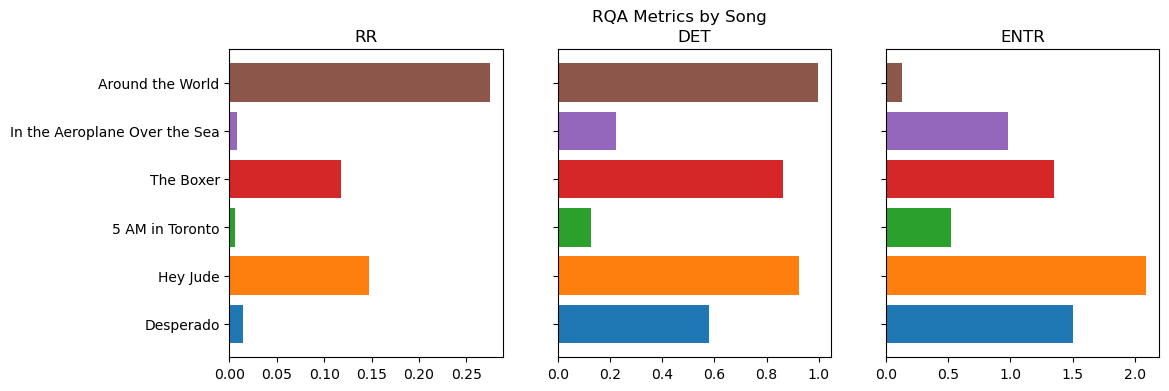 RQA Metrics by Song
RR
DET
ENTR
Around the World
In the Aeroplane Over the Sea
The Boxer
5 AM in Toronto
Hey Jude
Desperado
0.00 0.05 0.10 0.15 0.20 0.25
0.0 0.2 0.4 0.6 0.8 1.0
0.0 0.5 1.0 1.5 2.0